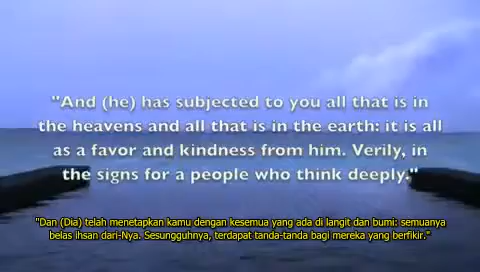 "And (he) has subjected to you all that is in
the heavens and all that is in the earth: it is all
as a favor and kindness from him. Verily, in
the signs for a people who think deeply."
"Dan (Dia) telah menetapkan kamu dengan kesemua yang ada di langit dan bumi: semuanya
belas ihsan dari-Nya. Sesungguhnya, terdapat tanda-tanda bagi mereka yang berfikir."